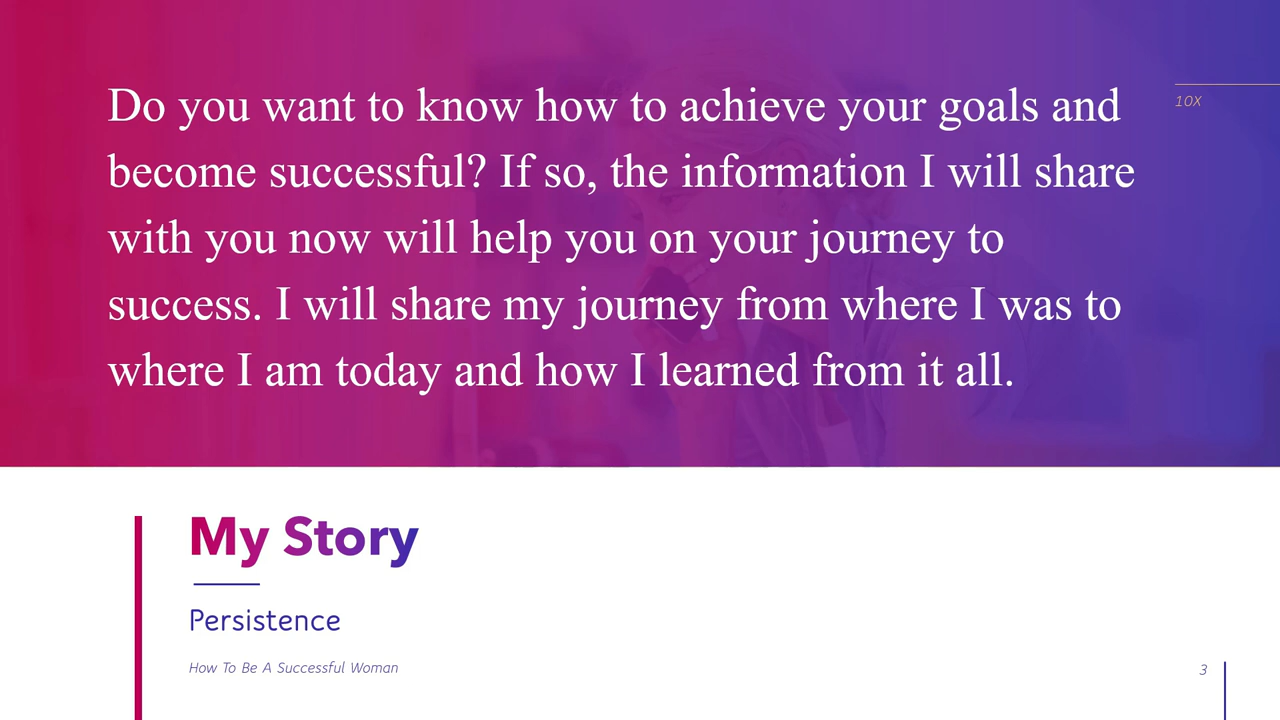 Do you want to know how to achieve your goals and
become successful? If so, the information I will share
with you now will help you on your journey to
success. I will share my journey from where I was to
where I am today and how I learned from it all.
10X
My Story
Persistence
How To Be A Successful Woman
3